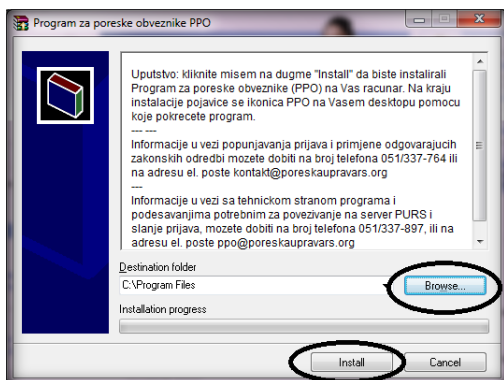 Program za poreske obveznike PPO
Uputstvo: kliknite misem na dugme "Install" da biste instalirali
Program za poreske obveznike (PPO) na Vas racunar. Na kraju
instalacije pojavice se ikonica PPO na Vasem desktopu pomocu
koje pokrecete program.
--- ---
Informacije u vezi popunjavanja prijava i primjene odgovarajucih
zakonskih odredbi mozete dobiti na broj telefona 051/337-764 ili
na adresu el. poste kontakt@poreskaupravars.org
---
Informacije u vezi sa tehnickom stranom programa i
podesavanjima potrebnim za povezivanje na server PURS i
slanje prijava, mozete dobiti na broj telefona 051/337-897, ili na
adresu el. poste ppo@poreskaupravars.org
Destination folder
C:\Program Files
Browse...
Installation progress
Install
Cancel